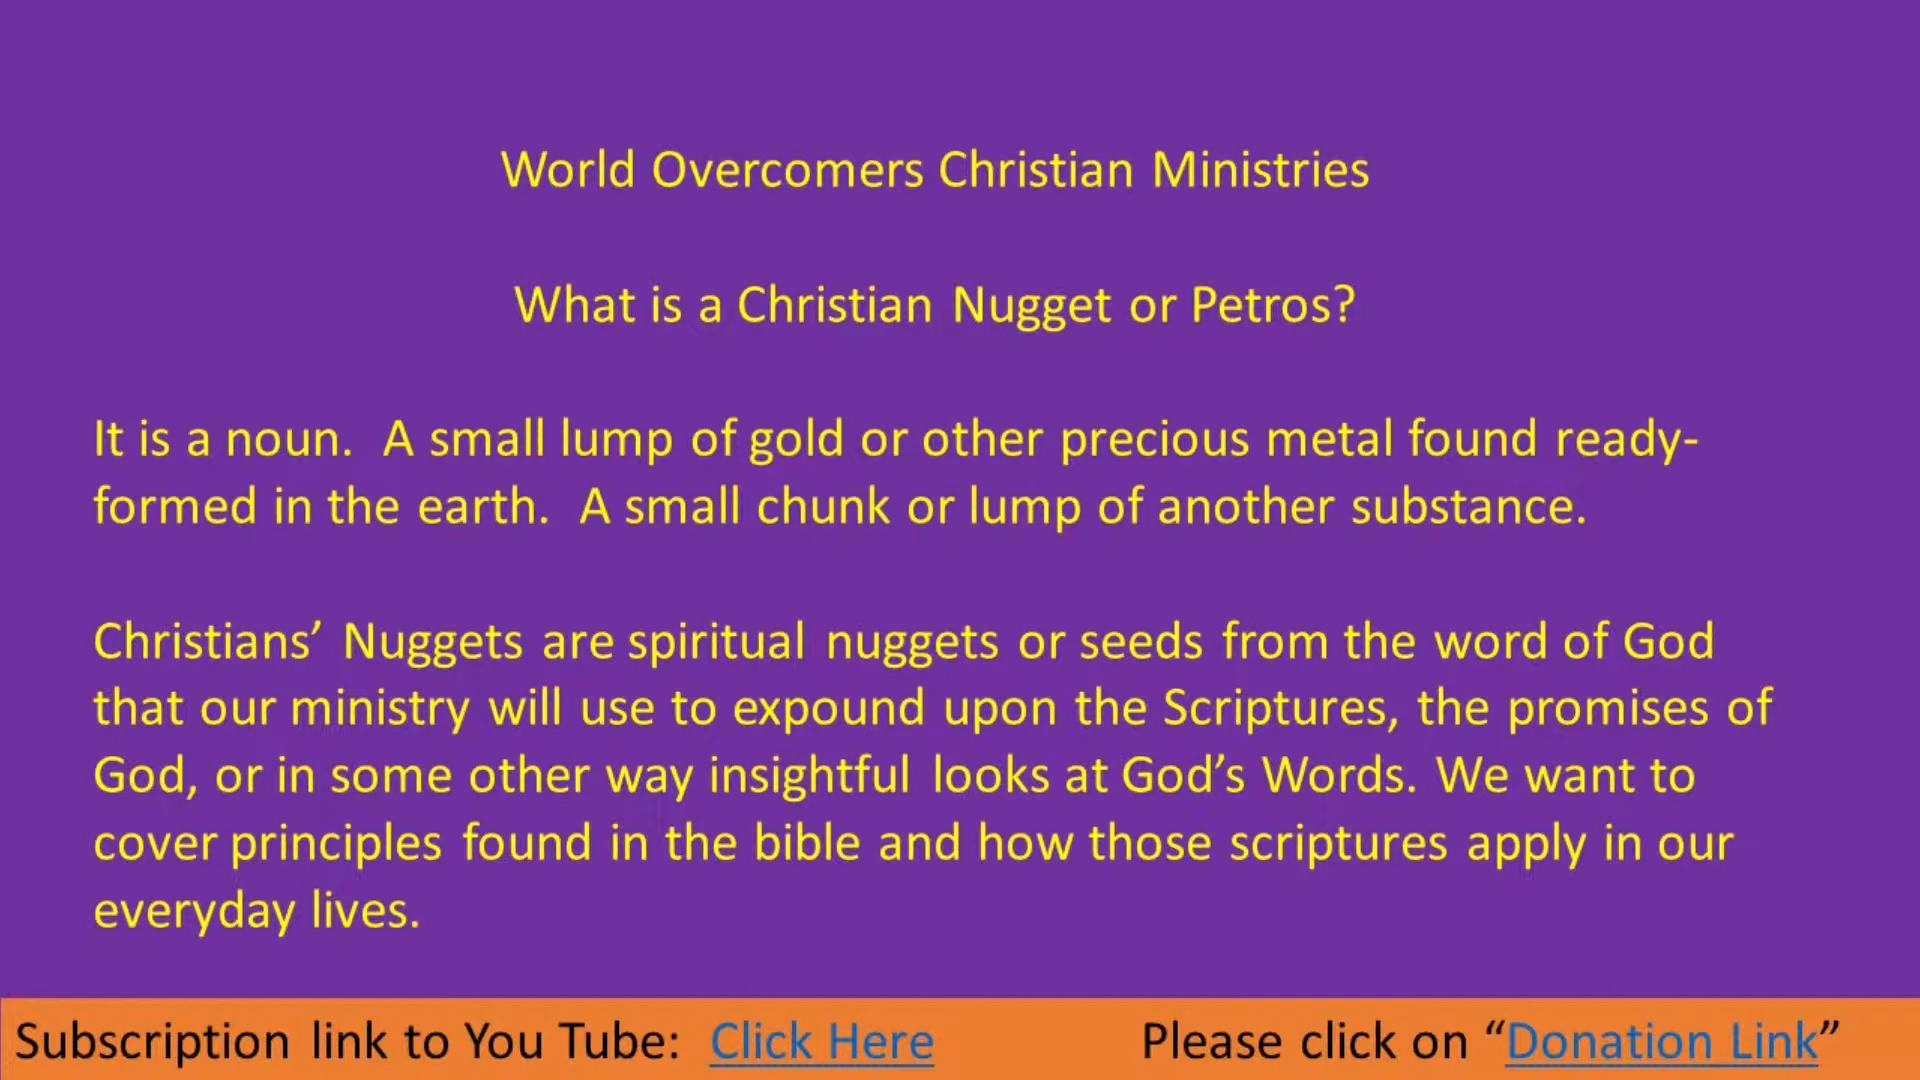 World Overcomers Christian Ministries
What is a Christian Nugget or Petros?
It is a noun.  A small lump of gold or other precious metal found ready-
formed in the earth.  A small chunk or lump of another substance.
Christians’ Nuggets are spiritual nuggets or seeds from the word of God
that our ministry will use to expound upon the Scriptures, the promises of
God, or in some other way insightful looks at God’s Words. We want to
cover principles found in the bible and how those scriptures apply in our
everyday lives.
Subscription link to You Tube:  Click Here Please click on “Donation Link”